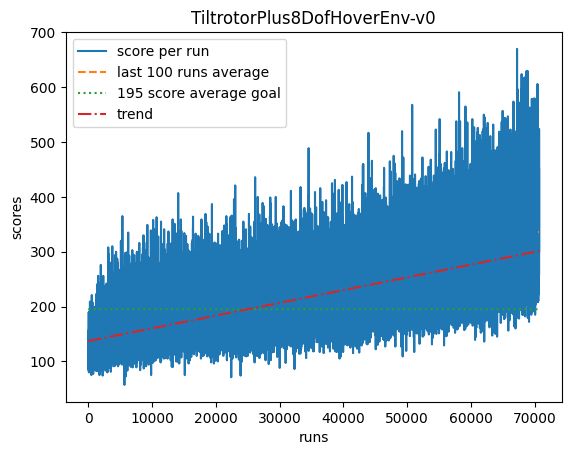 TiltrotorPlus8DofHoverEnv-v0
score per run
last 100 runs average
195 score average goal
trend
scores
700
600
500
400
300
200
100
0 10000 20000 30000 40000 50000 60000 70000
runs